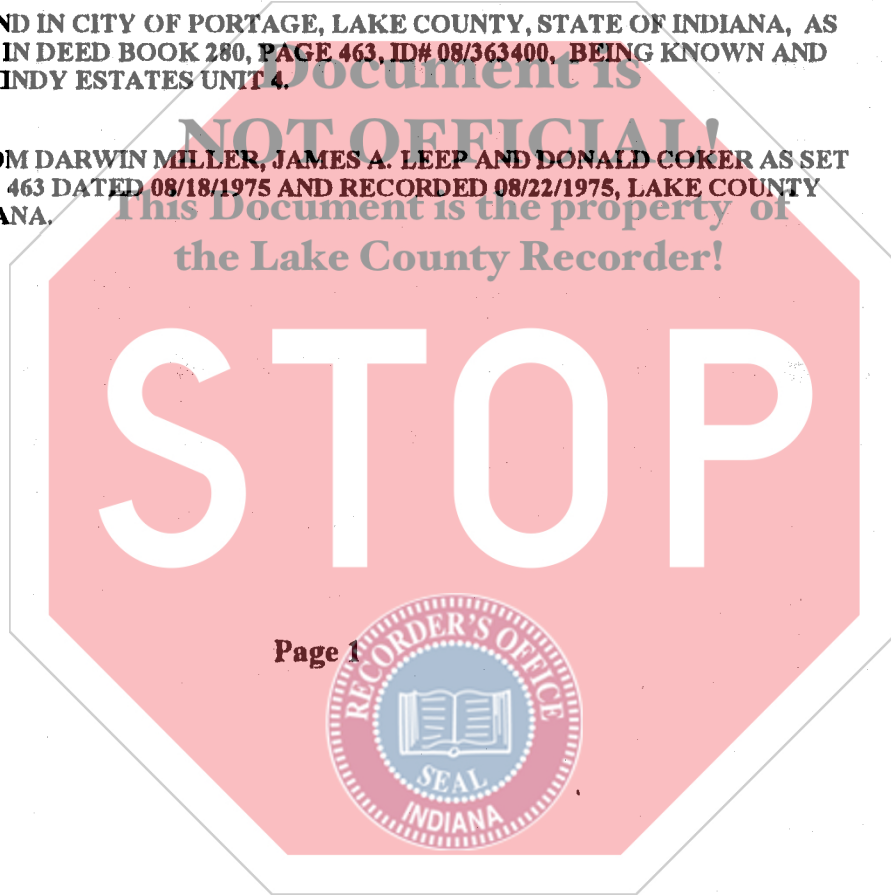 ND IN CITY OF PORTAGE, LAKE COUNTY, STATE OF INDIANA, AS
IN DEED BOOK 280, PAGE 463, ID# 08/363400, BEING KNOWN AND
INDY ESTATES UNIT 4.
Document is
NOT OFFICIAL!
OM DARWIN MILLER, JAMES A. LEEP AND DONALD COKER AS SET
463 DATED 08/18/1975 AND RECORDED 08/22/1975, LAKE COUNTY
ANA.
This Document is the property of
the Lake County Recorder!
STOP
Page 1
RECORDER'S OFFICE
SEAL
INDIANA